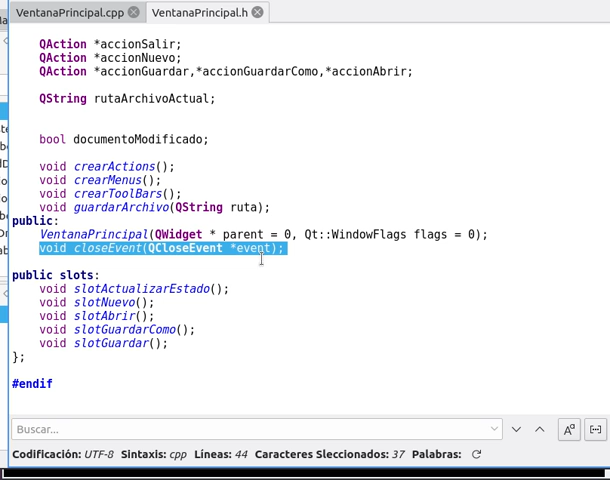 VentanaPrincipal.cpp VentanaPrincipal.h
QAction *accionSalir;
QAction *accionNuevo;
QAction *accionGuardar,*accionGuardarComo,*accionAbrir;
QString rutaArchivoActual;
bool documentoModificado;
void crearActions();
void crearMenus();
void crearToolBars();
void guardarArchivo(QString ruta);
public:
VentanaPrincipal(QWidget * parent = 0, Qt::WindowFlags flags = 0);
void closeEvent(QCloseEvent *event);
public slots:
void slotActualizarEstado();
void slotNuevo();
void slotAbrir();
void slotGuardarComo();
void slotGuardar();
};
#endif
Buscar...
Codificación: UTF-8 Sintaxis: cpp Lineas: 44 Caracteres Sleccionados: 37 Palabras: